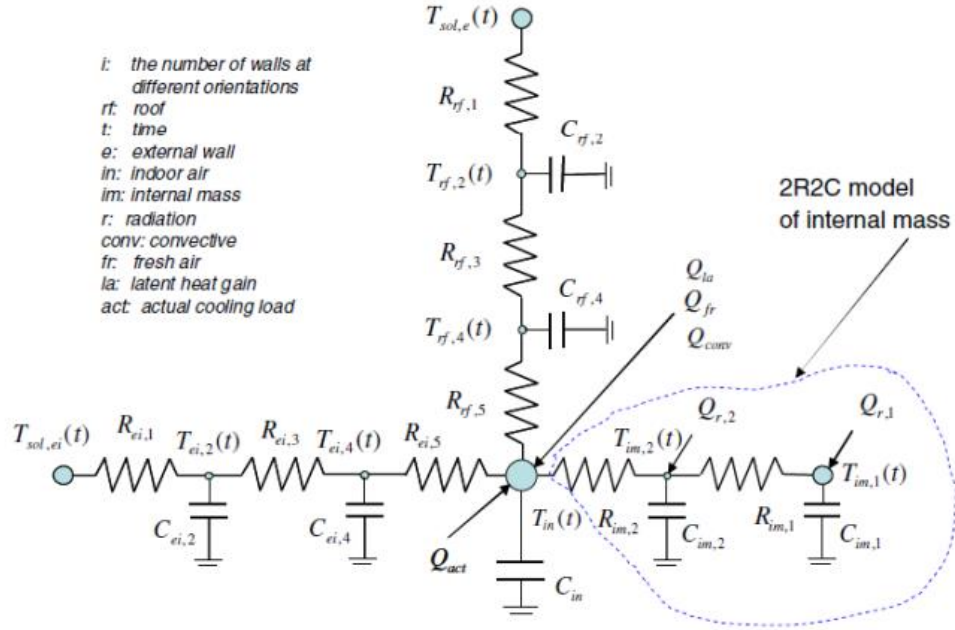 T_{sol,e}(t)
i: the number of walls at
different orientations
rf: roof
t: time
e: external wall
in: indoor air
im: internal mass
r: radiation
conv: convective
fr: fresh air
la: latent heat gain
act: actual cooling load
R_{rf,1}
C_{rf,2}
T_{rf,2}(t)
2R2C model
of internal mass
R_{rf,3}
Q_{la}
Q_{fr}
Q_{conv}
C_{rf,4}
T_{rf,4}(t)
R_{rf,5}
Q_{r,2}
Q_{r,1}
T_{sol,ei}(t)
R_{ei,1}
T_{ei,2}(t)
R_{ei,3}
T_{ei,4}(t)
R_{ei,5}
T_{im,2}(t)
T_{im,1}(t)
T_{in}(t)
R_{im,2}
R_{im,1}
C_{ei,2}
C_{ei,4}
C_{im,2}
C_{im,1}
Q_{act}
C_{in}